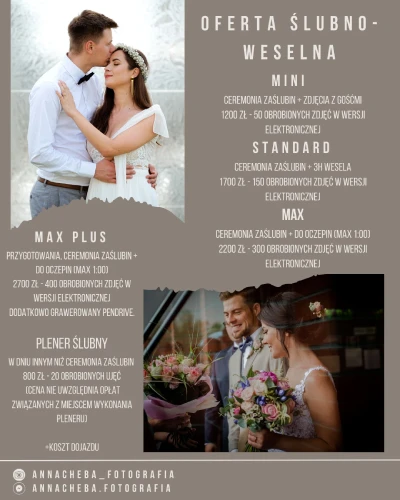 OFERTA ŚLUBNO-
WESELNA
MINI
CEREMONIA ZAŚLUBIN + ZDJĘCIA Z GOŚĆMI
1200 ZŁ - 50 OBROBIONYCH ZDJĘĆ W WERSJI
ELEKTRONICZNEJ
STANDARD
CEREMONIA ZAŚLUBIN + 3H WESELA
1700 ZŁ - 150 OBROBIONYCH ZDJĘĆ W WERSJI
ELEKTRONICZNEJ
MAX
CEREMONIA ZAŚLUBIN + DO OCZEPIN (MAX 1:00)
2200 ZŁ - 300 OBROBIONYCH ZDJĘĆ W WERSJI
ELEKTRONICZNEJ
MAX PLUS
PRZYGOTOWANIA, CEREMONIA ZAŚLUBIN +
DO OCZEPIN (MAX 1:00)
2700 ZŁ - 400 OBROBIONYCH ZDJĘĆ W
WERSJI ELEKTRONICZNEJ
DODATKOWO GRAWEROWANY PENDRIVE.
PLENER ŚLUBNY
W DNIU INNYM NIŻ CEREMONIA ZAŚLUBIN
800 ZŁ - 20 OBROBIONYCH UJĘĆ
(CENA NIE UWZGLĘDNIA OPŁAT
ZWIĄZANYCH Z MIEJSCEM WYKONANIA
PLENERU)
+KOSZT DOJAZDU
ANNACHEBA_FOTOGRAFIA
ANNACHEBA.FOTOGRAFIA